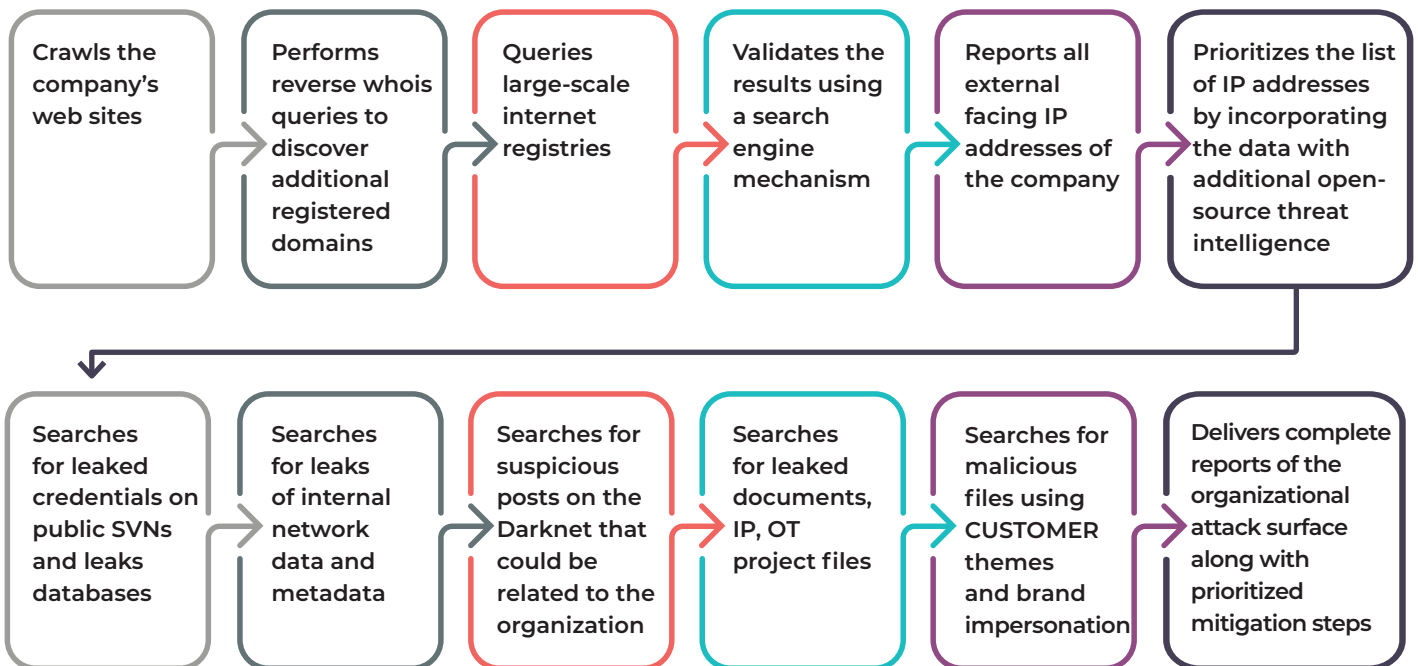 Crawls the
company's
web sites
Performs
reverse whois
queries to
discover
additional
registered
domains
Queries
large-scale
internet
registries
Validates the
results using
a search
engine
mechanism
Reports all
external
facing IP
addresses of
the company
Prioritizes the list
of IP addresses
by incorporating
the data with
additional open-
source threat
intelligence
Searches
for leaked
credentials on
public SVNs
and leaks
databases
Searches
for leaks
of internal
network
data and
metadata
Searches for
suspicious
posts on the
Darknet that
could be
related to the
organization
Searches
for leaked
documents,
IP, OT
project files
Searches for
malicious
files using
CUSTOMER
themes
and brand
impersonation
Delivers complete
reports of the
organizational
attack surface
along with
prioritized
mitigation steps